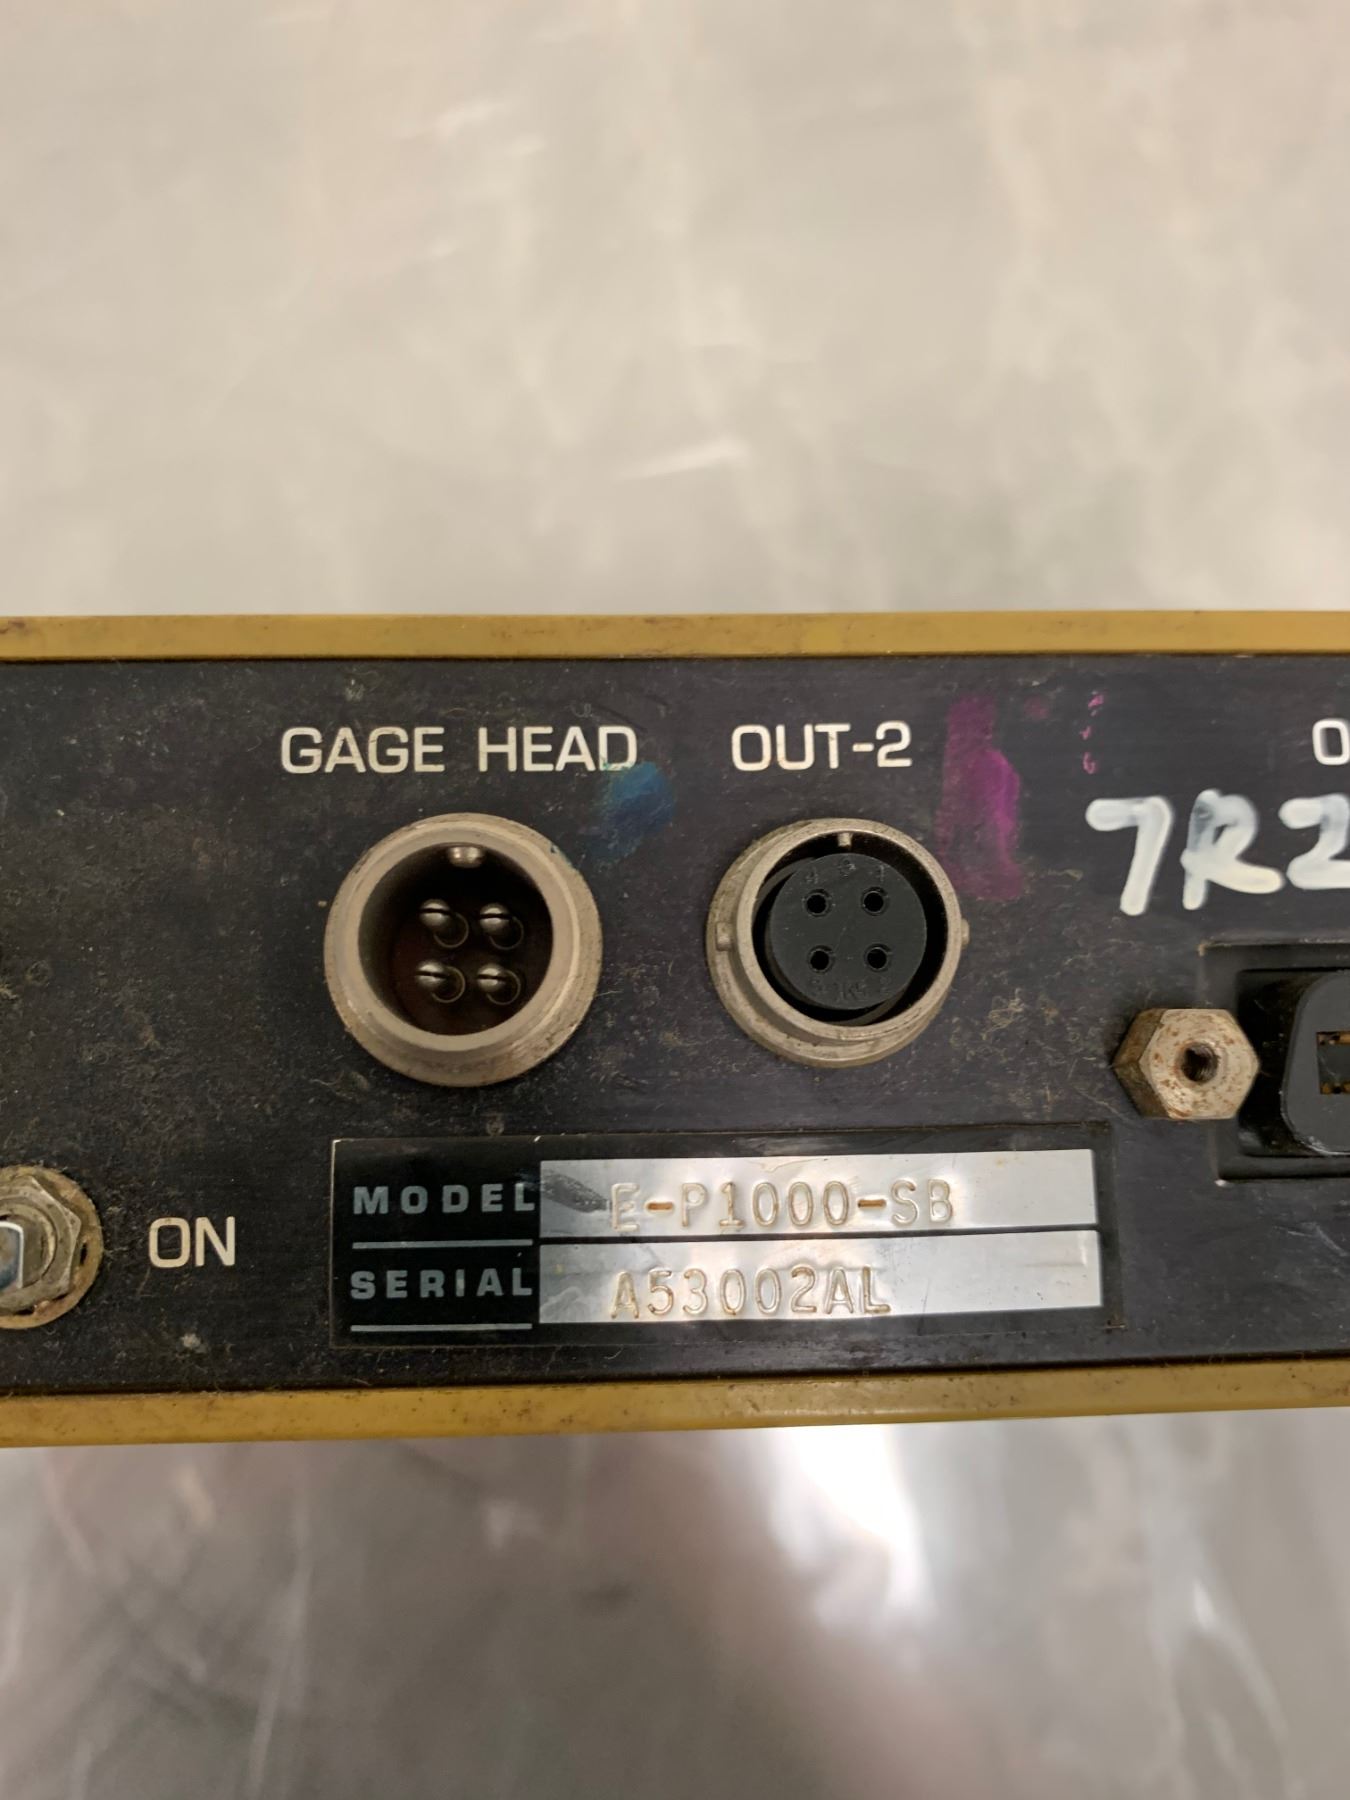 GAGE HEAD
OUT-2
7R2
ON
MODEL E-P1000-SB
SERIAL A53002AL